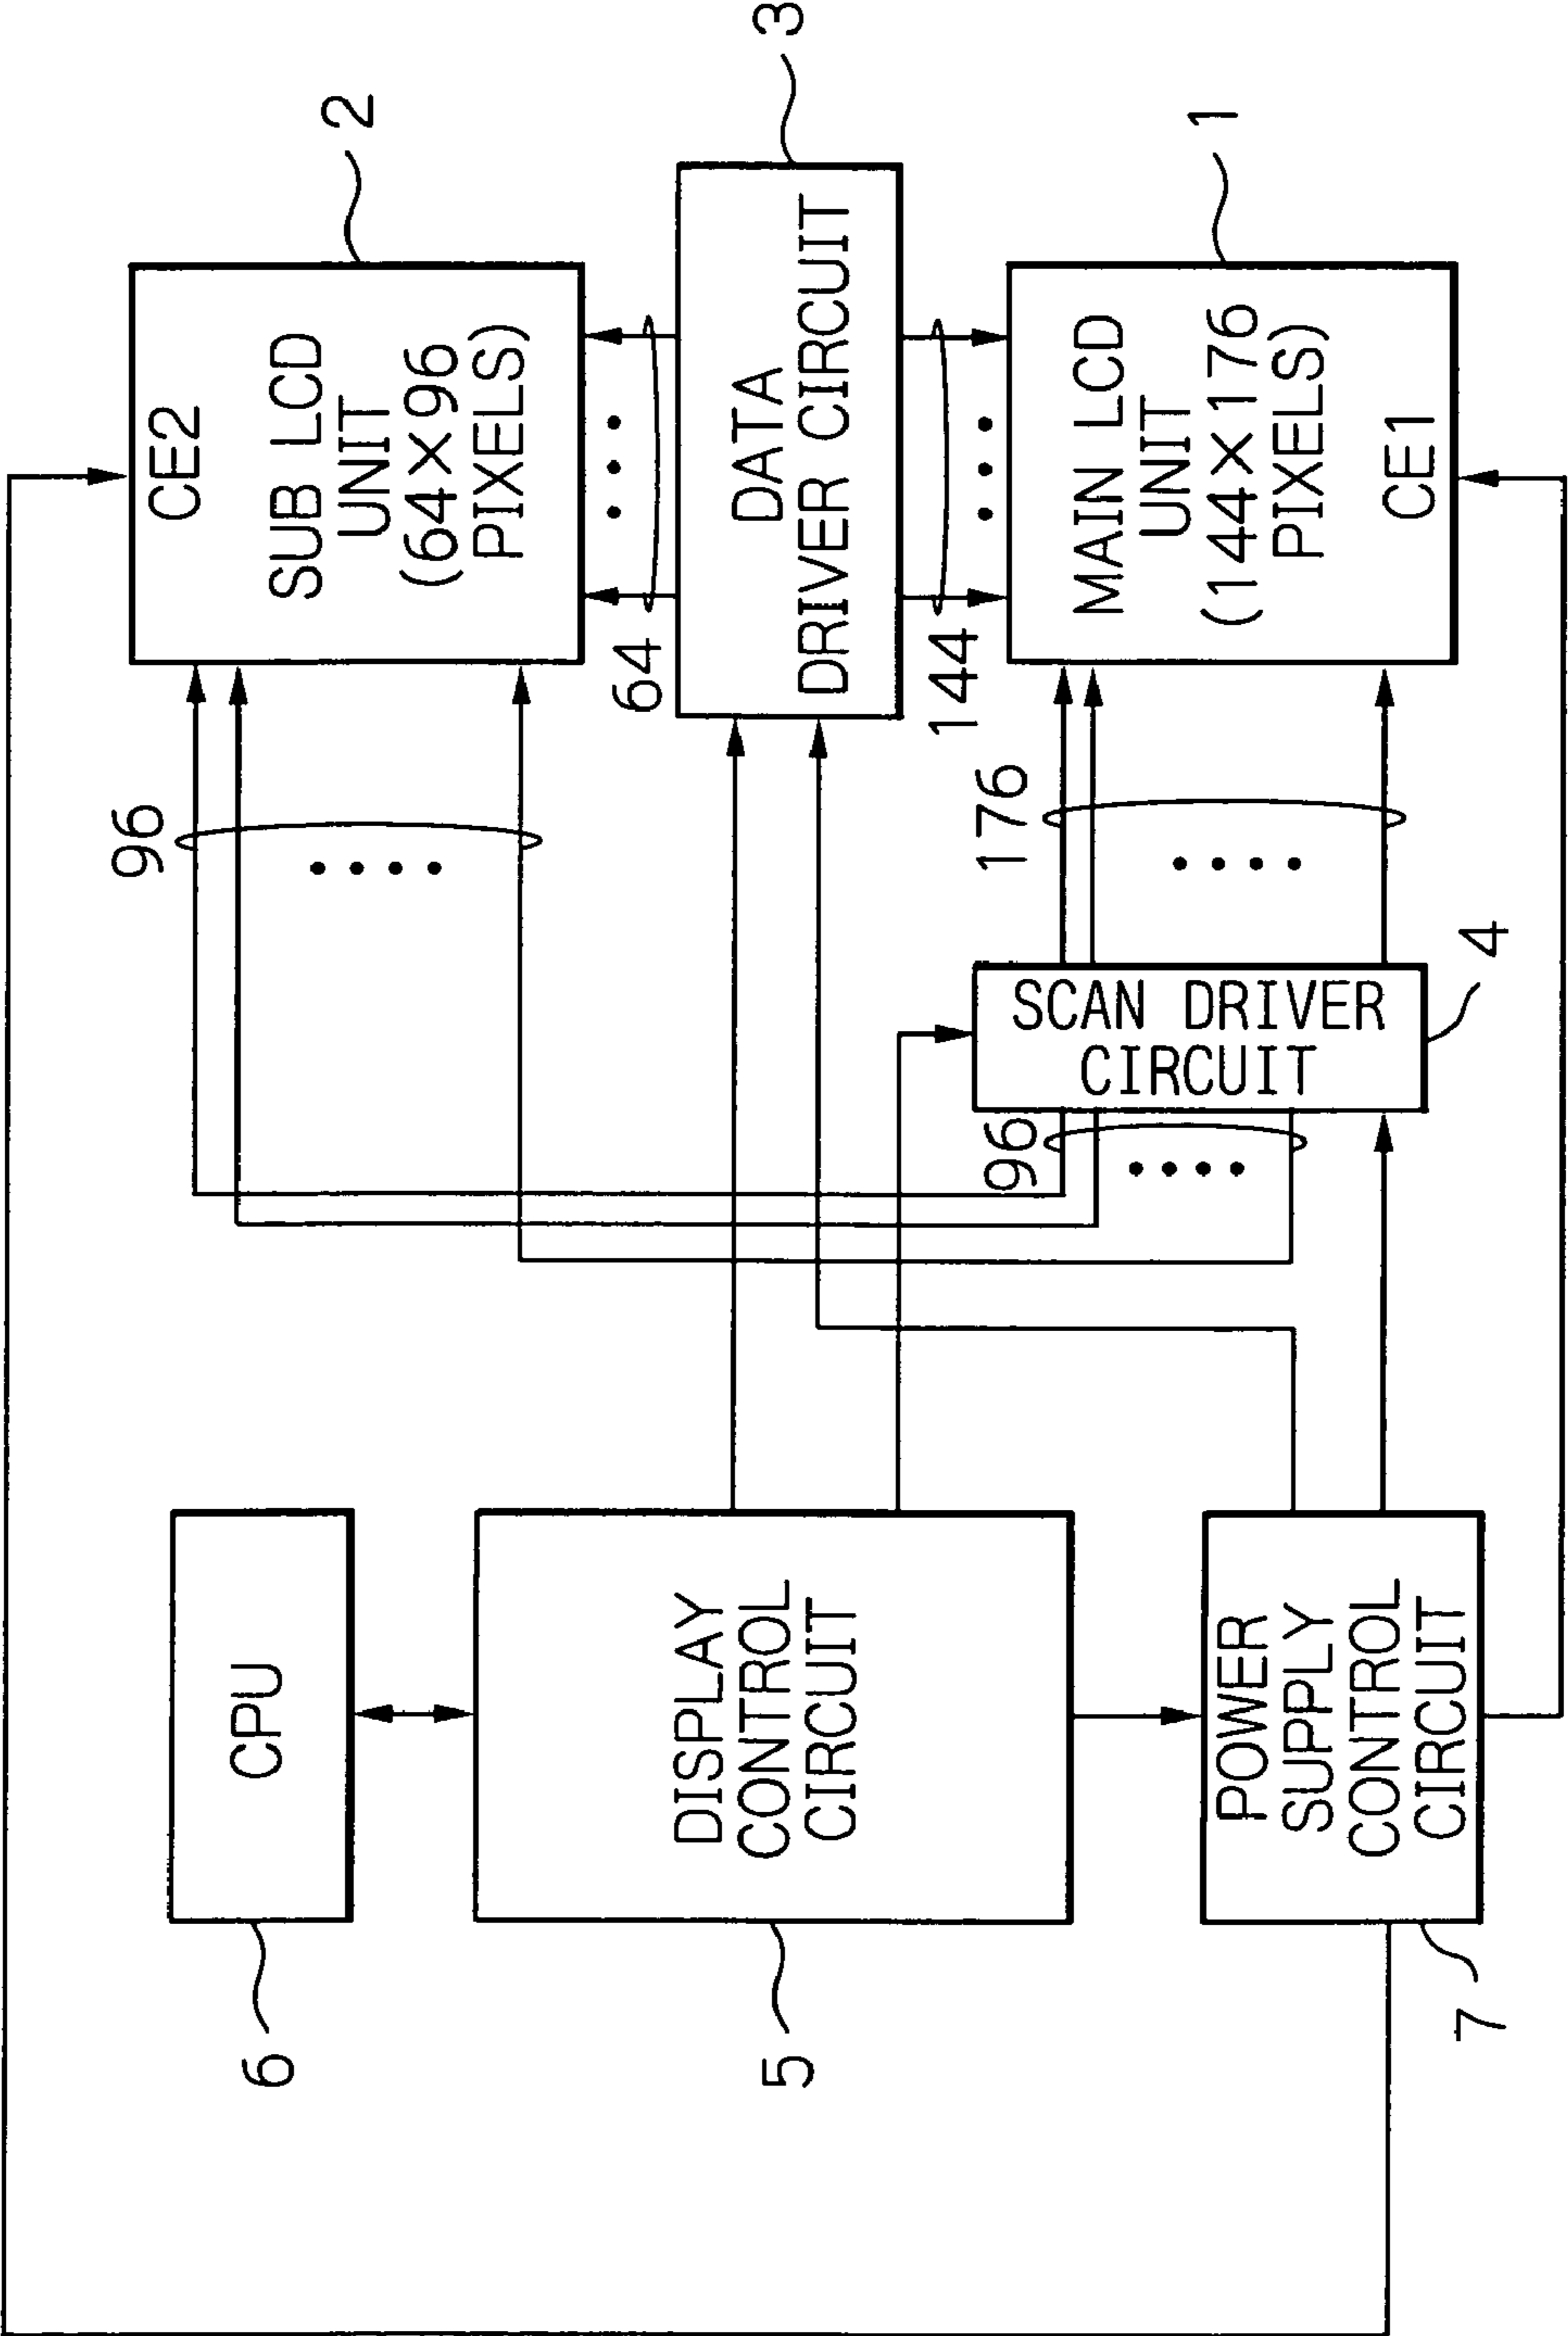 2
CE2
SUB LCD
UNIT
(64×96
PIXELS)
96
64
3
DATA
DRIVER CIRCUIT
144
1
MAIN LCD
UNIT
(144×176
PIXELS)
CE1
176
4
SCAN DRIVER
CIRCUIT
96
CPU
6
DISPLAY
CONTROL
CIRCUIT
5
POWER
SUPPLY
CONTROL
CIRCUIT
7